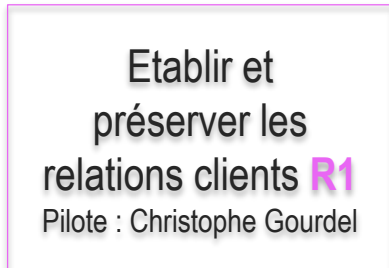 Etablir et
préserver les
relations clients R1
Pilote : Christophe Gourdel